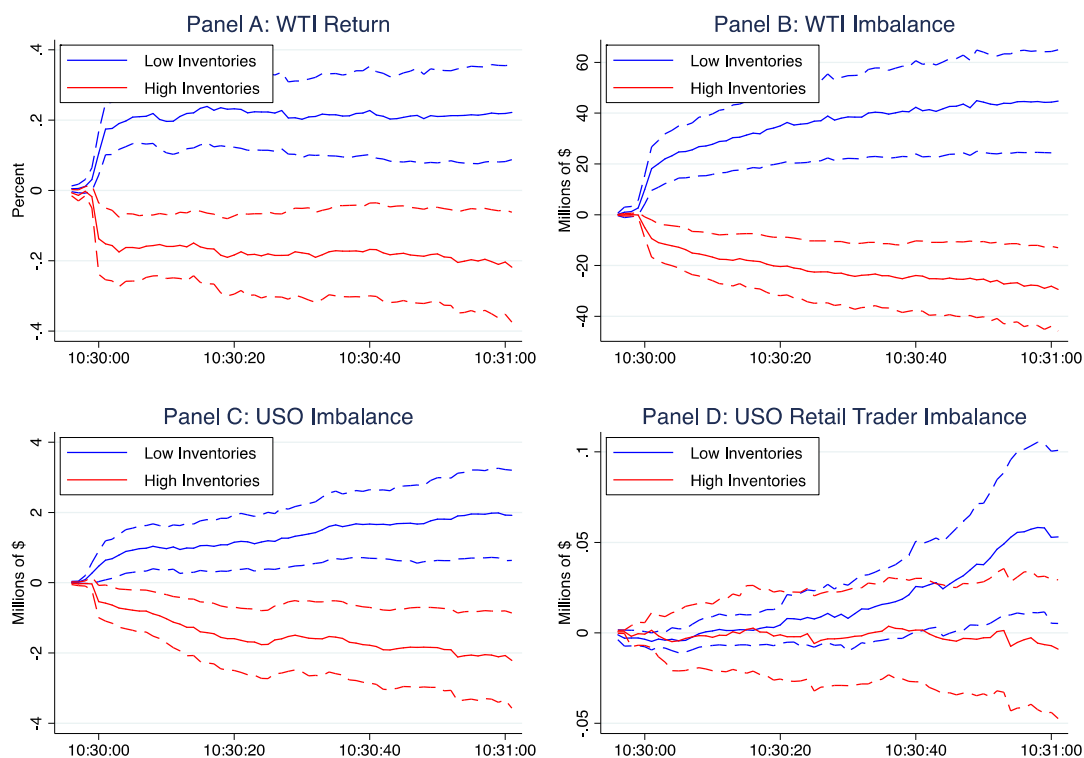 Panel A: WTI Return
Low Inventories
High Inventories
Percent
.4
.2
0
-.2
-.4
10:30:00
10:30:20
10:30:40
10:31:00
Panel B: WTI Imbalance
Low Inventories
High Inventories
Millions of $
60
40
20
0
-20
-40
10:30:00
10:30:20
10:30:40
10:31:00
Panel C: USO Imbalance
Low Inventories
High Inventories
Millions of $
4
2
0
-2
-4
10:30:00
10:30:20
10:30:40
10:31:00
Panel D: USO Retail Trader Imbalance
Low Inventories
High Inventories
Millions of $
.1
.05
0
-.05
10:30:00
10:30:20
10:30:40
10:31:00